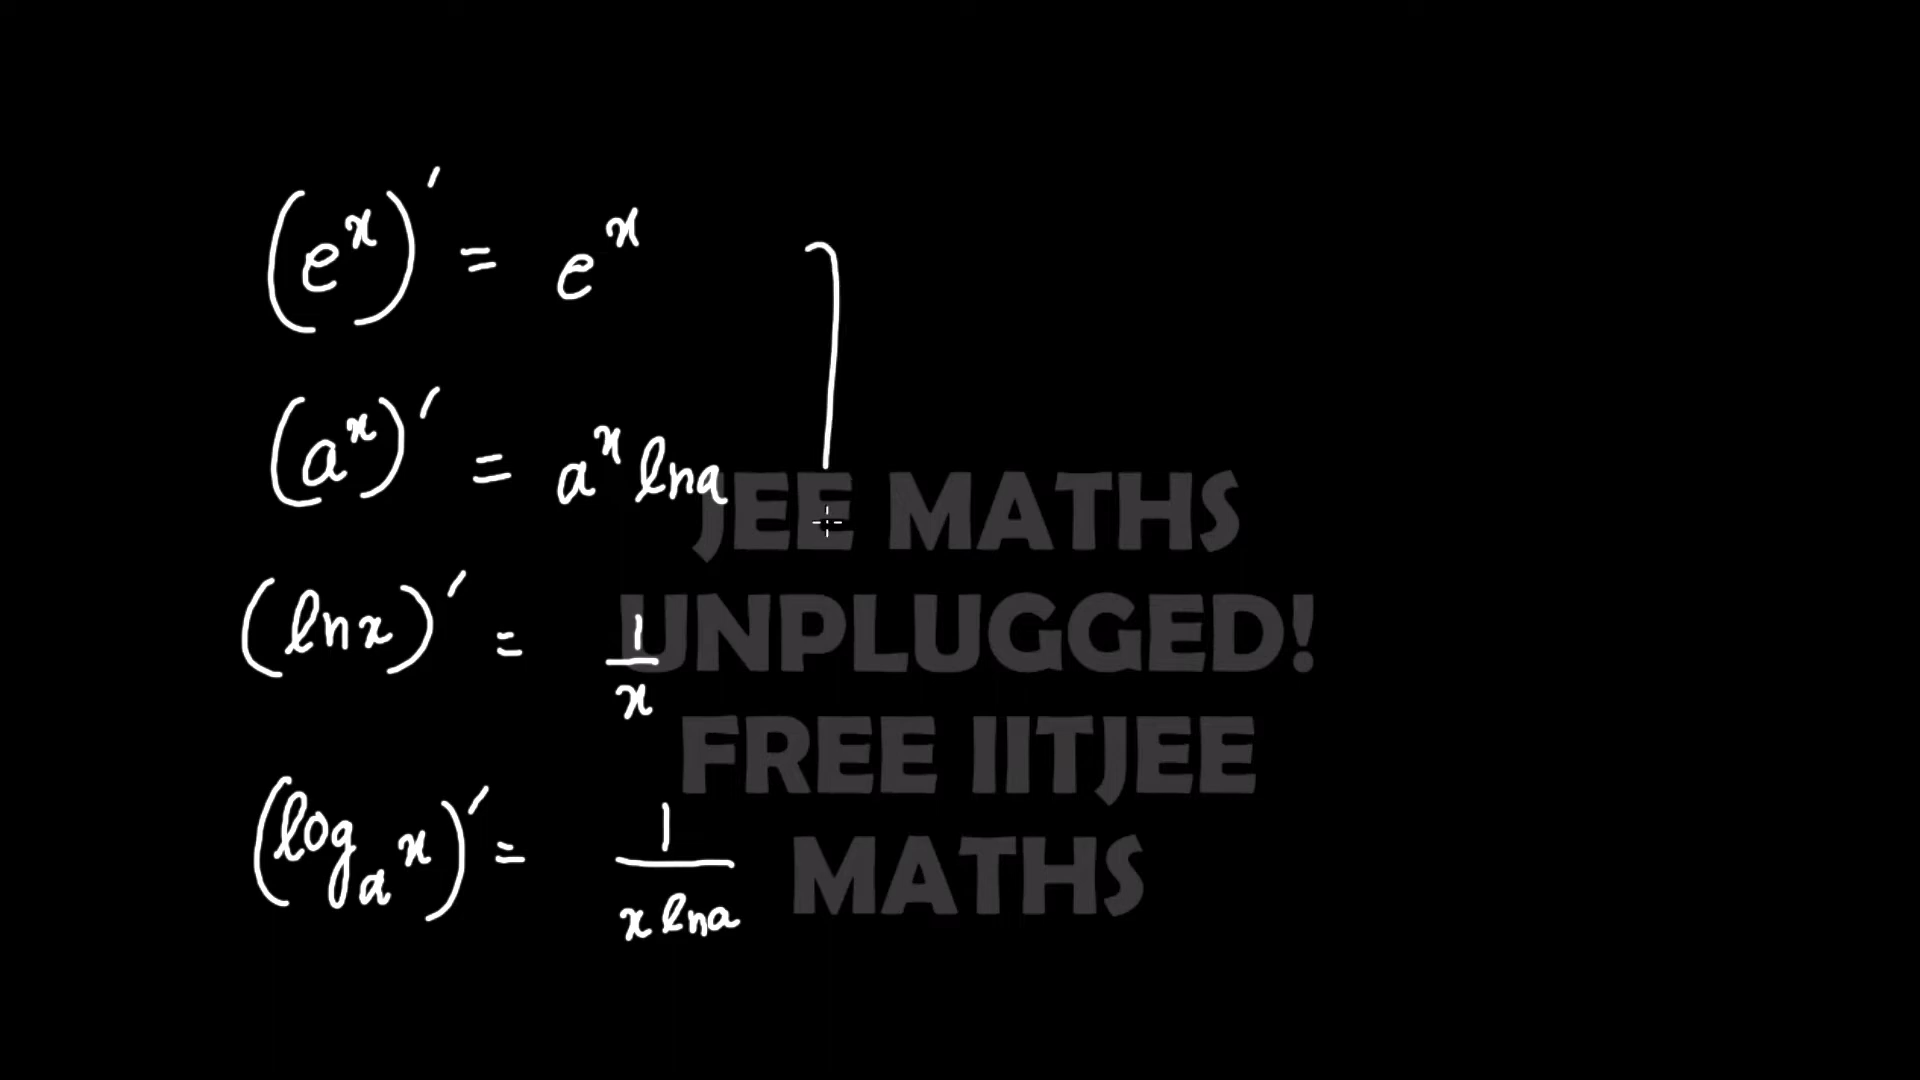 (e^x)' = e^x
(a^x)' = a^x ln a
(ln x)' = 1/x
(log_a x)' = 1/(x ln a)
JEE MATHS
UNPLUGGED!
FREE IITJEE
MATHS